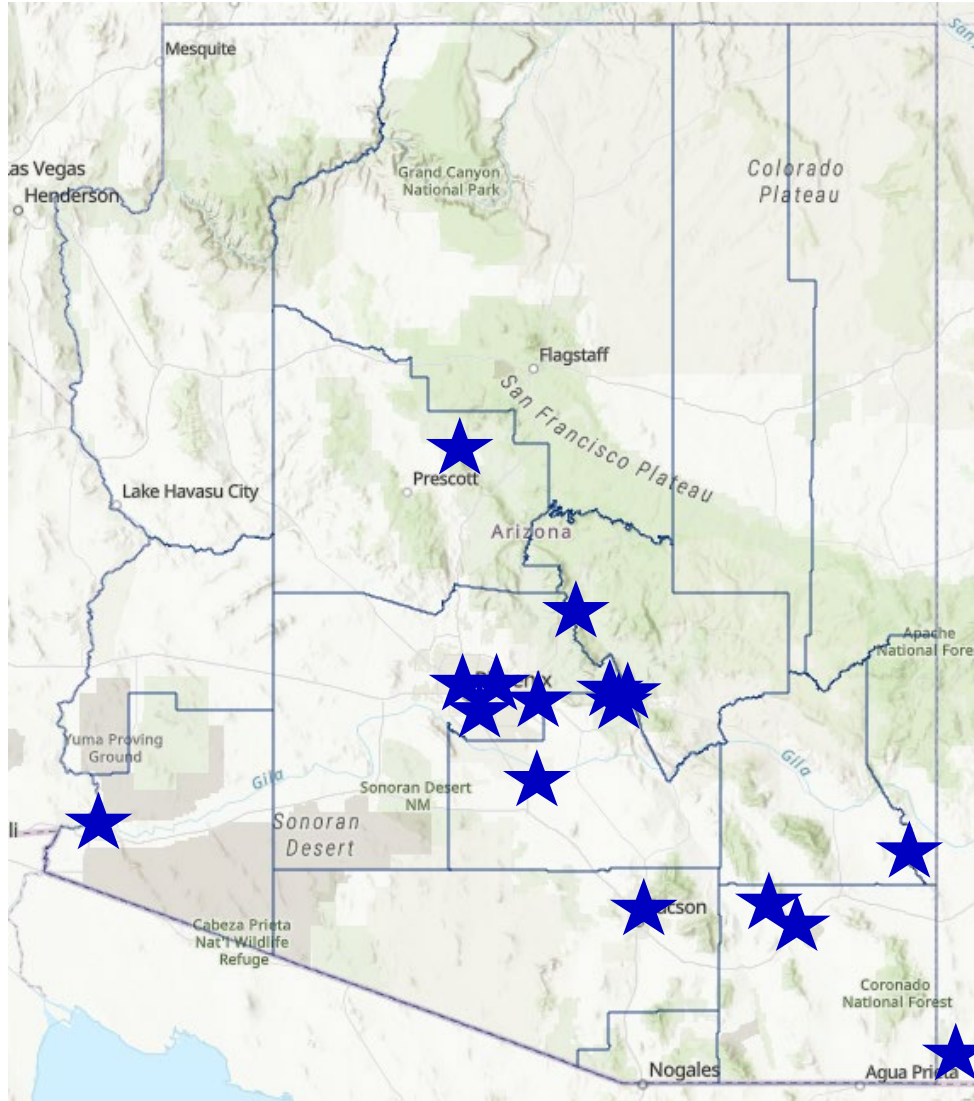 San
Mesquite
as Vegas
Henderson
Grand Canyon
National Park
Colorado
Plateau
Flagstaff
San Francisco Plateau
Prescott
Lake Havasu City
Arizona
Apache
National Fore
Yuma Proving
Ground
Gila
Gila
Sonoran Desert
NM
li
Sonoran
Desert
Cabeza Prieta
Nat'l Wildlife
Refuge
Coronado
National Forest
Nogales
Agua Prieta